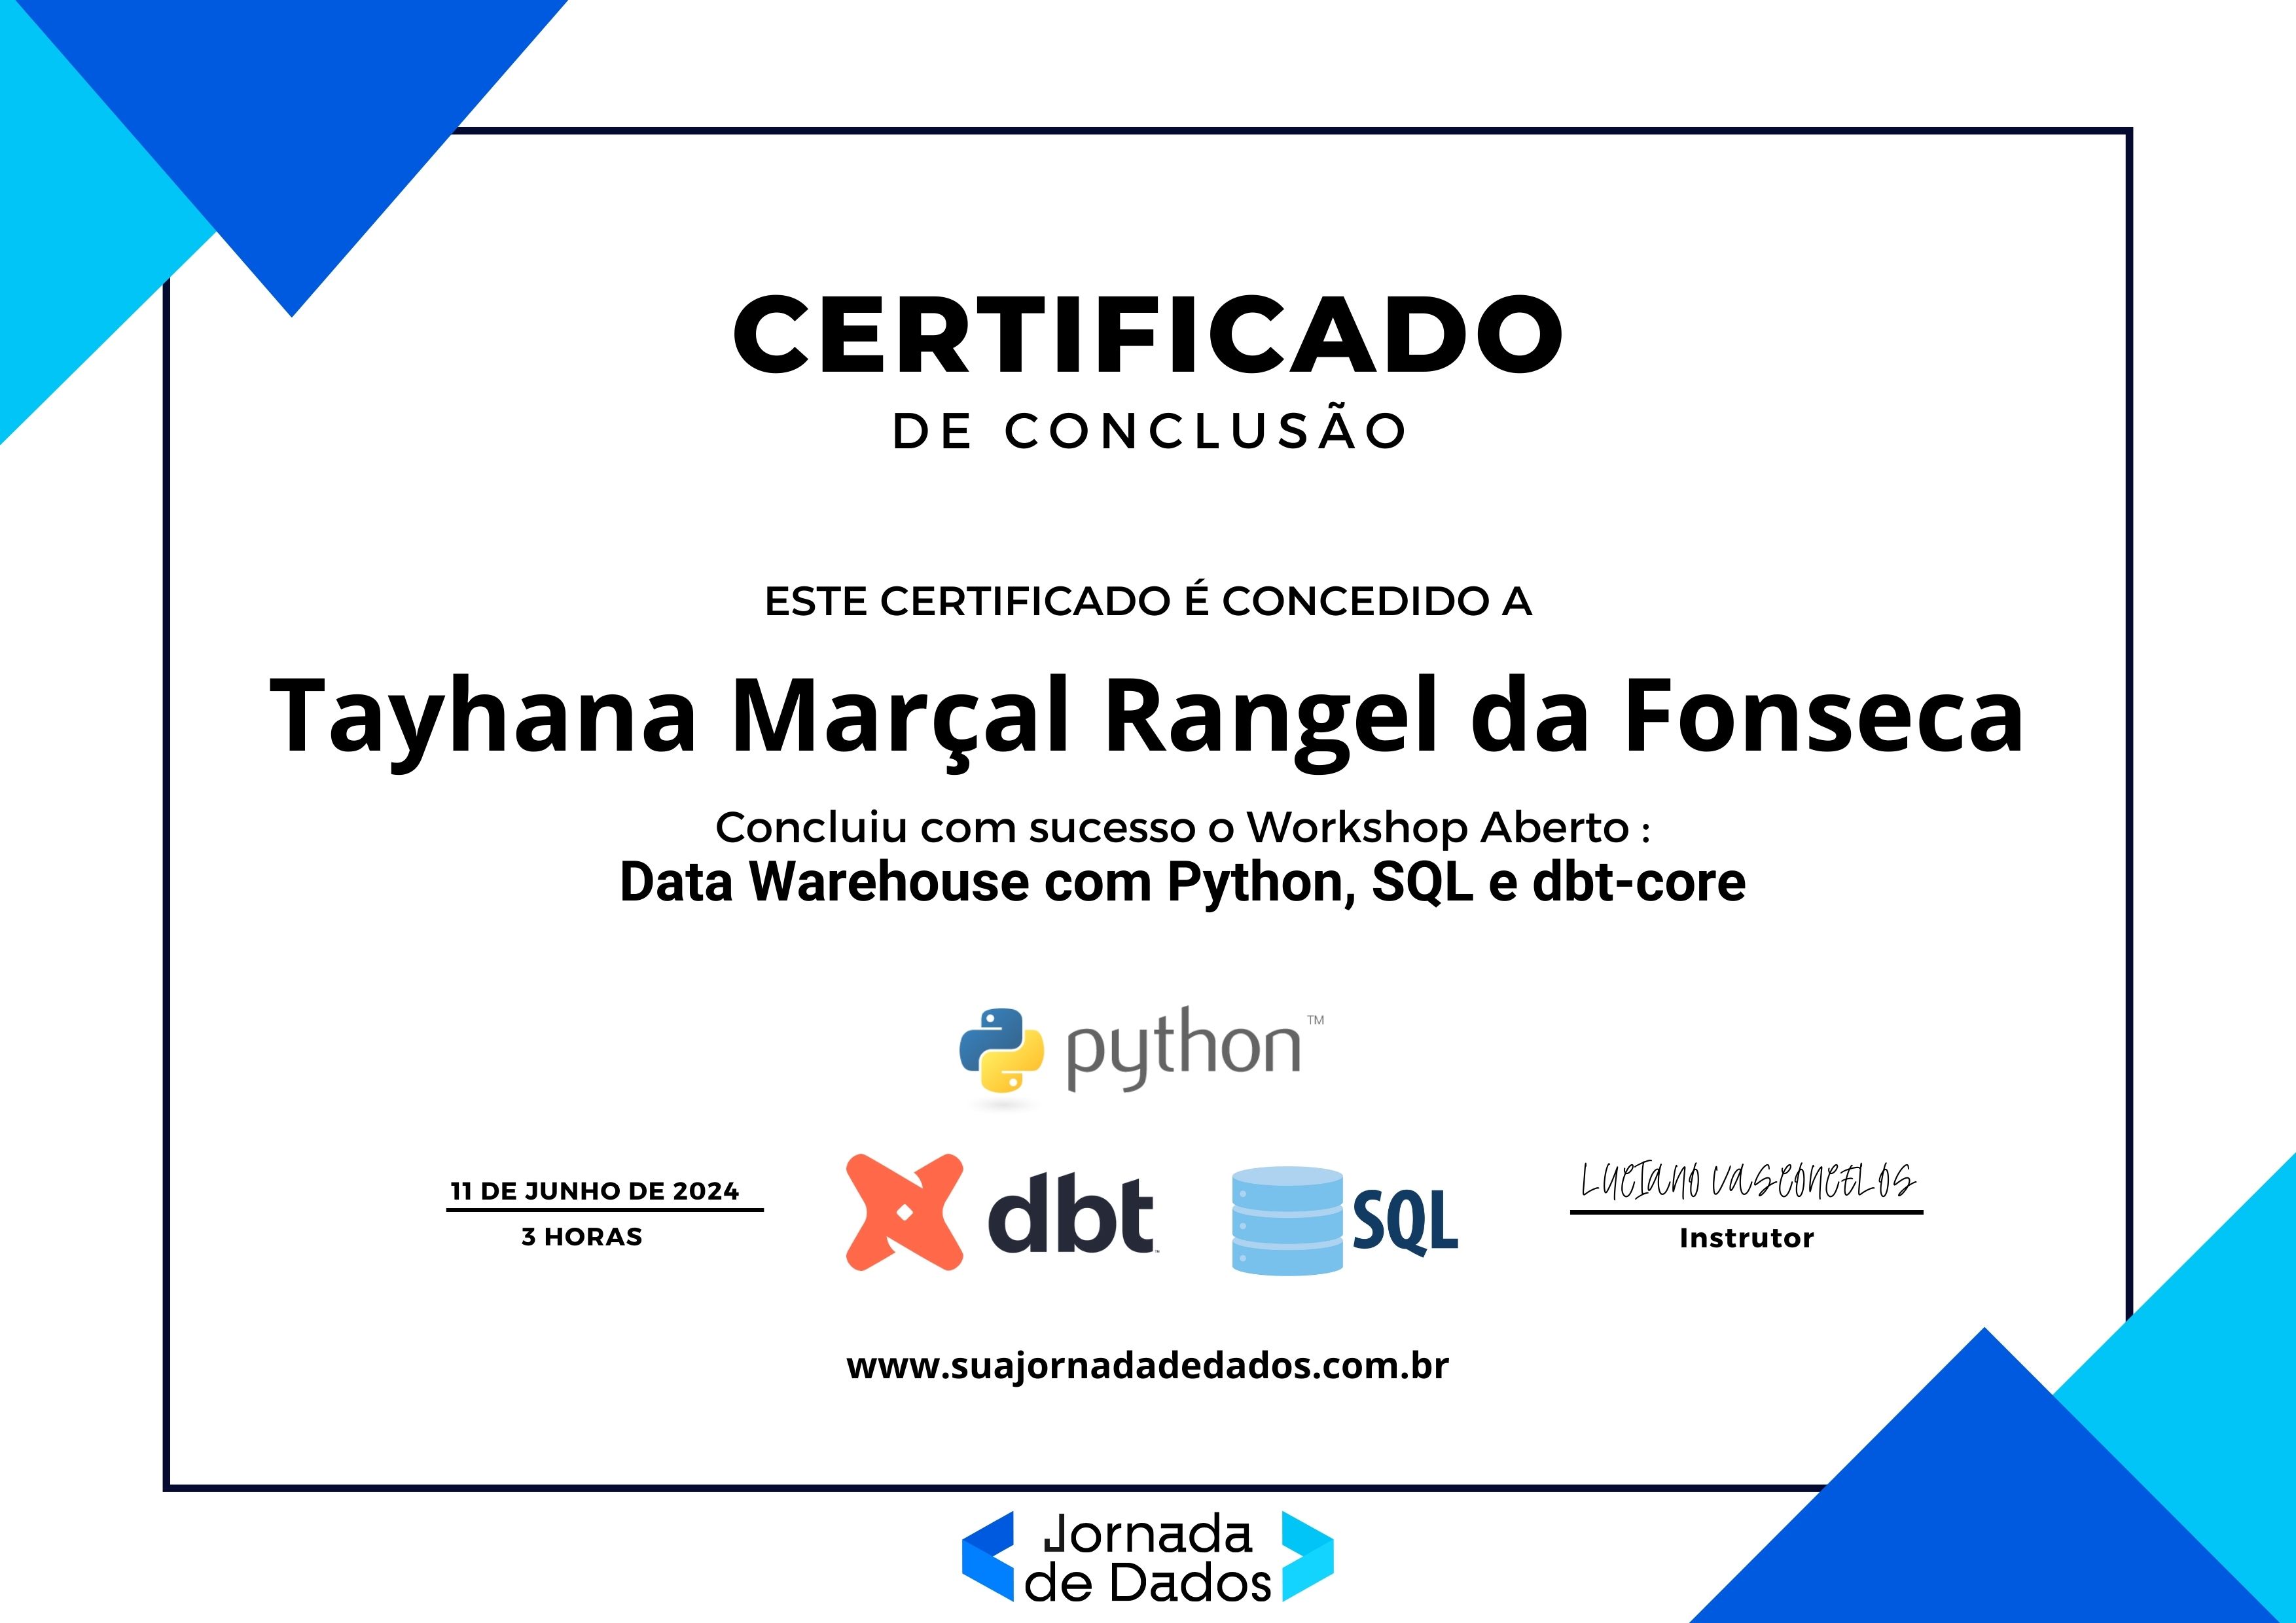 CERTIFICADO
DE CONCLUSÃO
ESTE CERTIFICADO É CONCEDIDO A
Tayhana Marçal Rangel da Fonseca
Concluiu com sucesso o Workshop Aberto :
Data Warehouse com Python, SQL e dbt-core
python™
11 DE JUNHO DE 2024
3 HORAS
dbt
SQL
LUCIANO VASCONCELOS
Instrutor
www.suajornadadedados.com.br
Jornada
de Dados